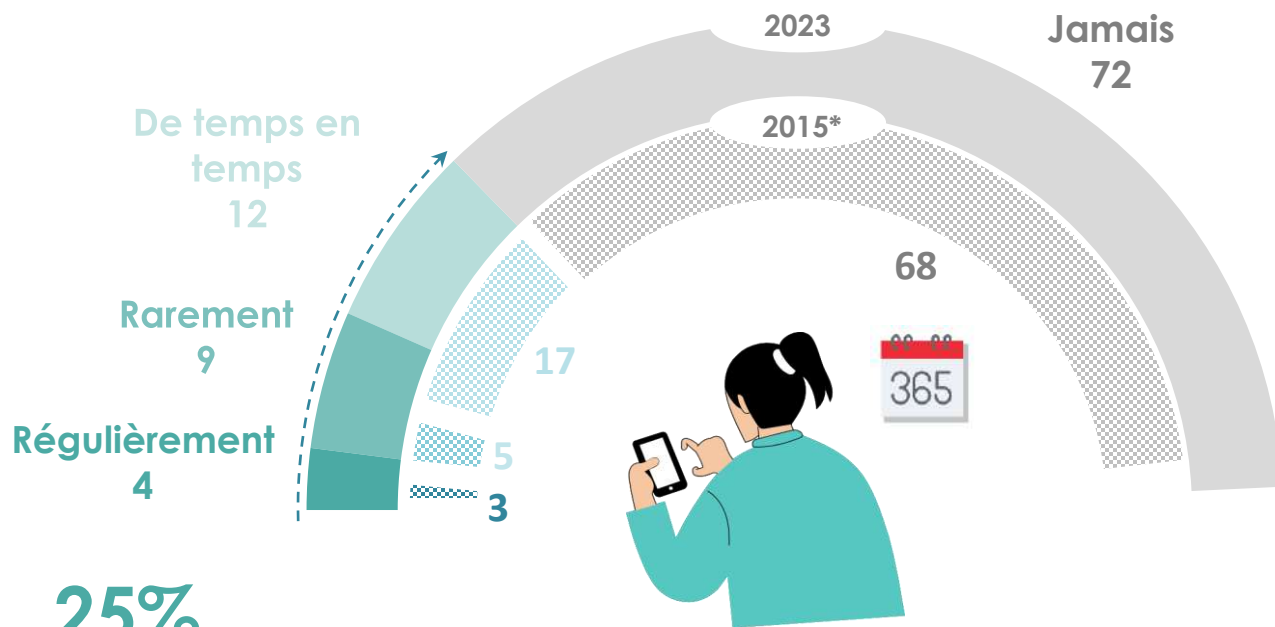 2023
Jamais
72
2015*
De temps en
temps
12
68
365
Rarement
9
17
Régulièrement
4
5
3
25%